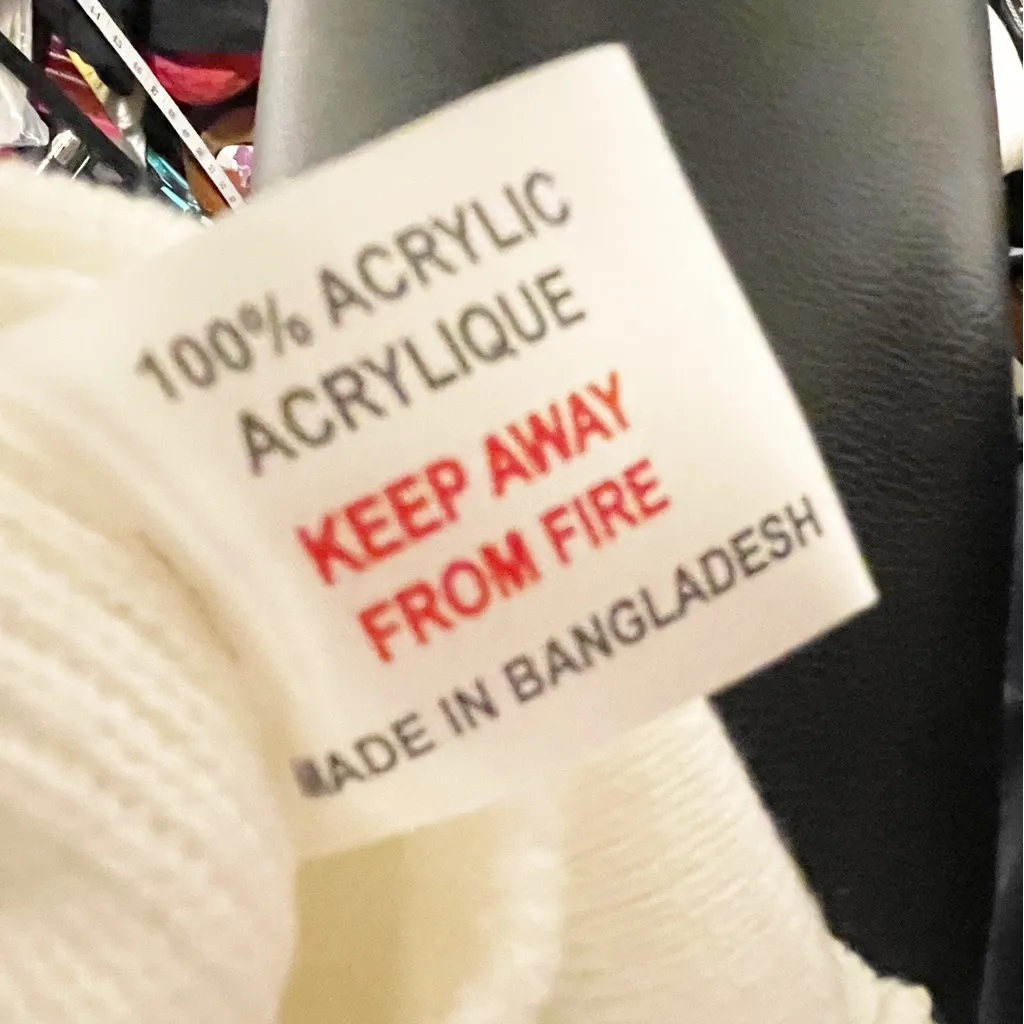 100% ACRYLIC
ACRYLIQUE
KEEP AWAY
FROM FIRE
MADE IN BANGLADESH